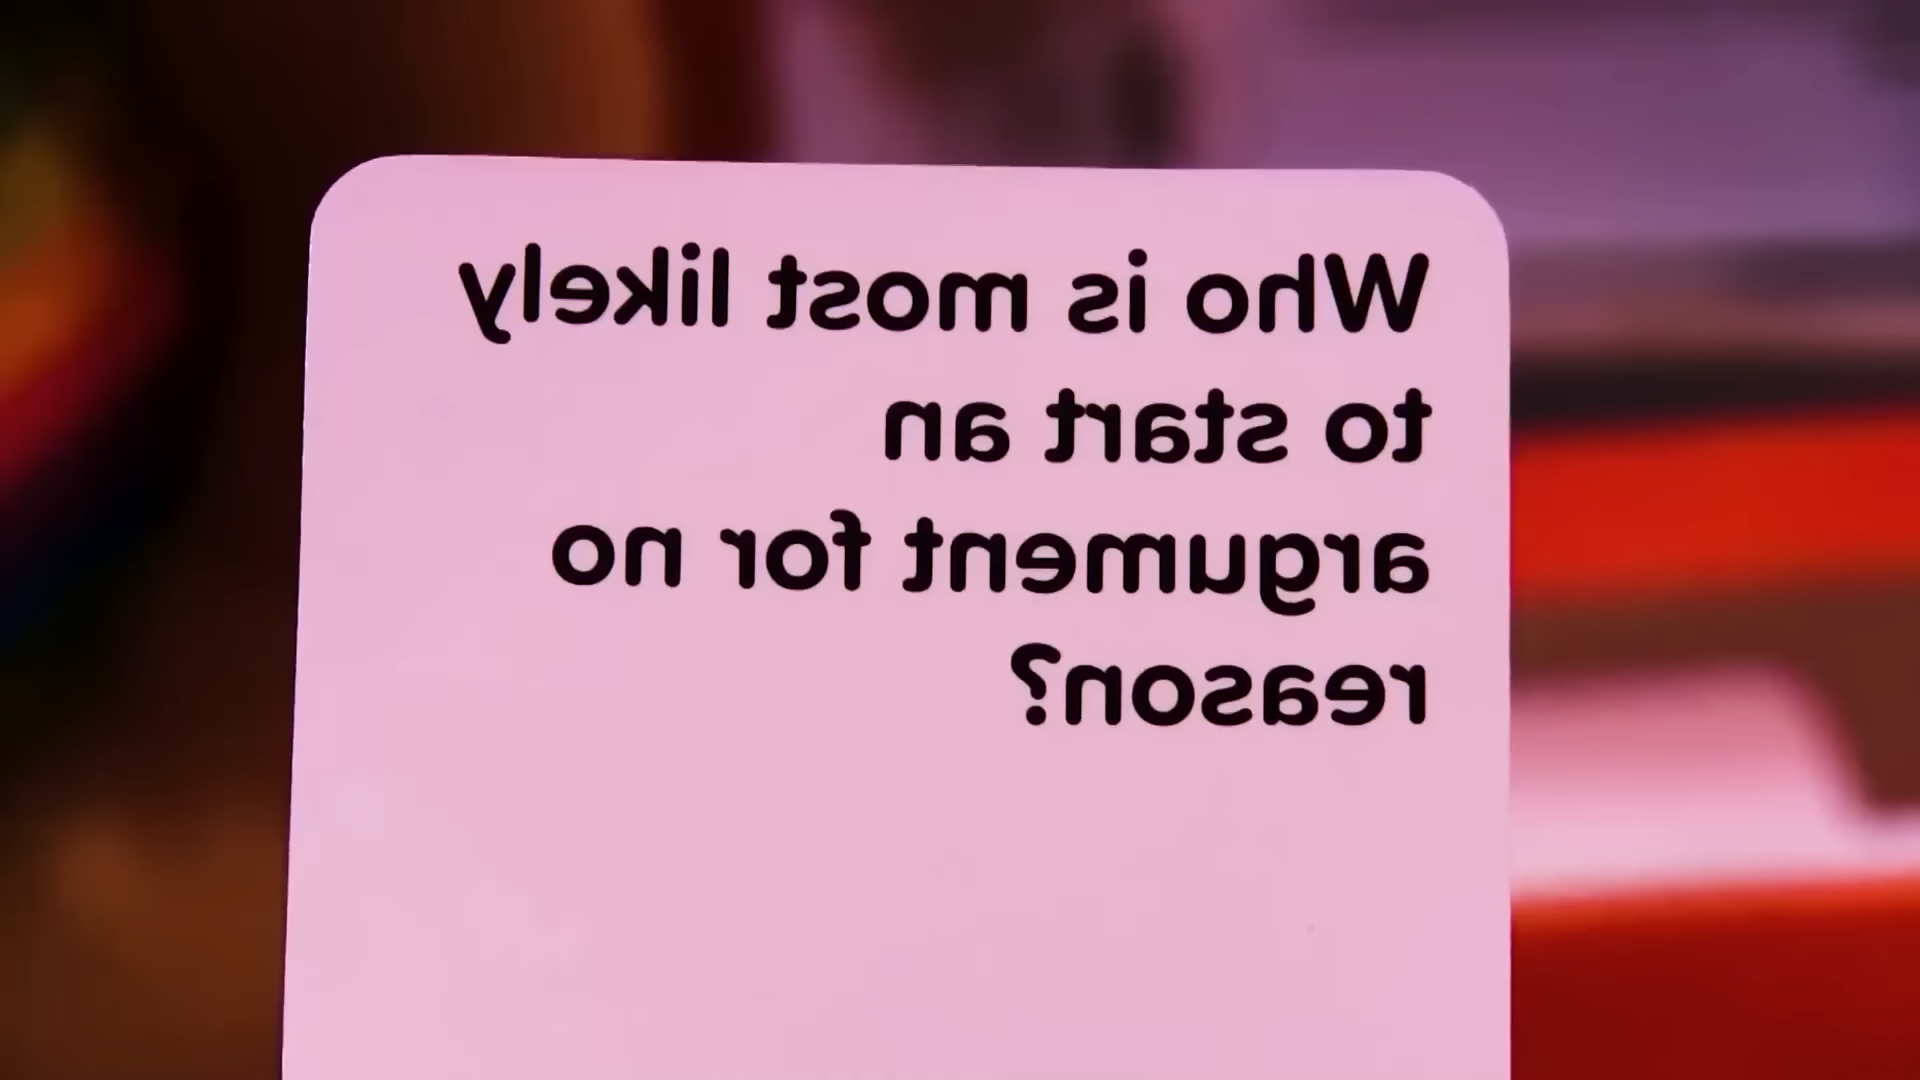 Who is most likely
to start an
argument for no
reason?